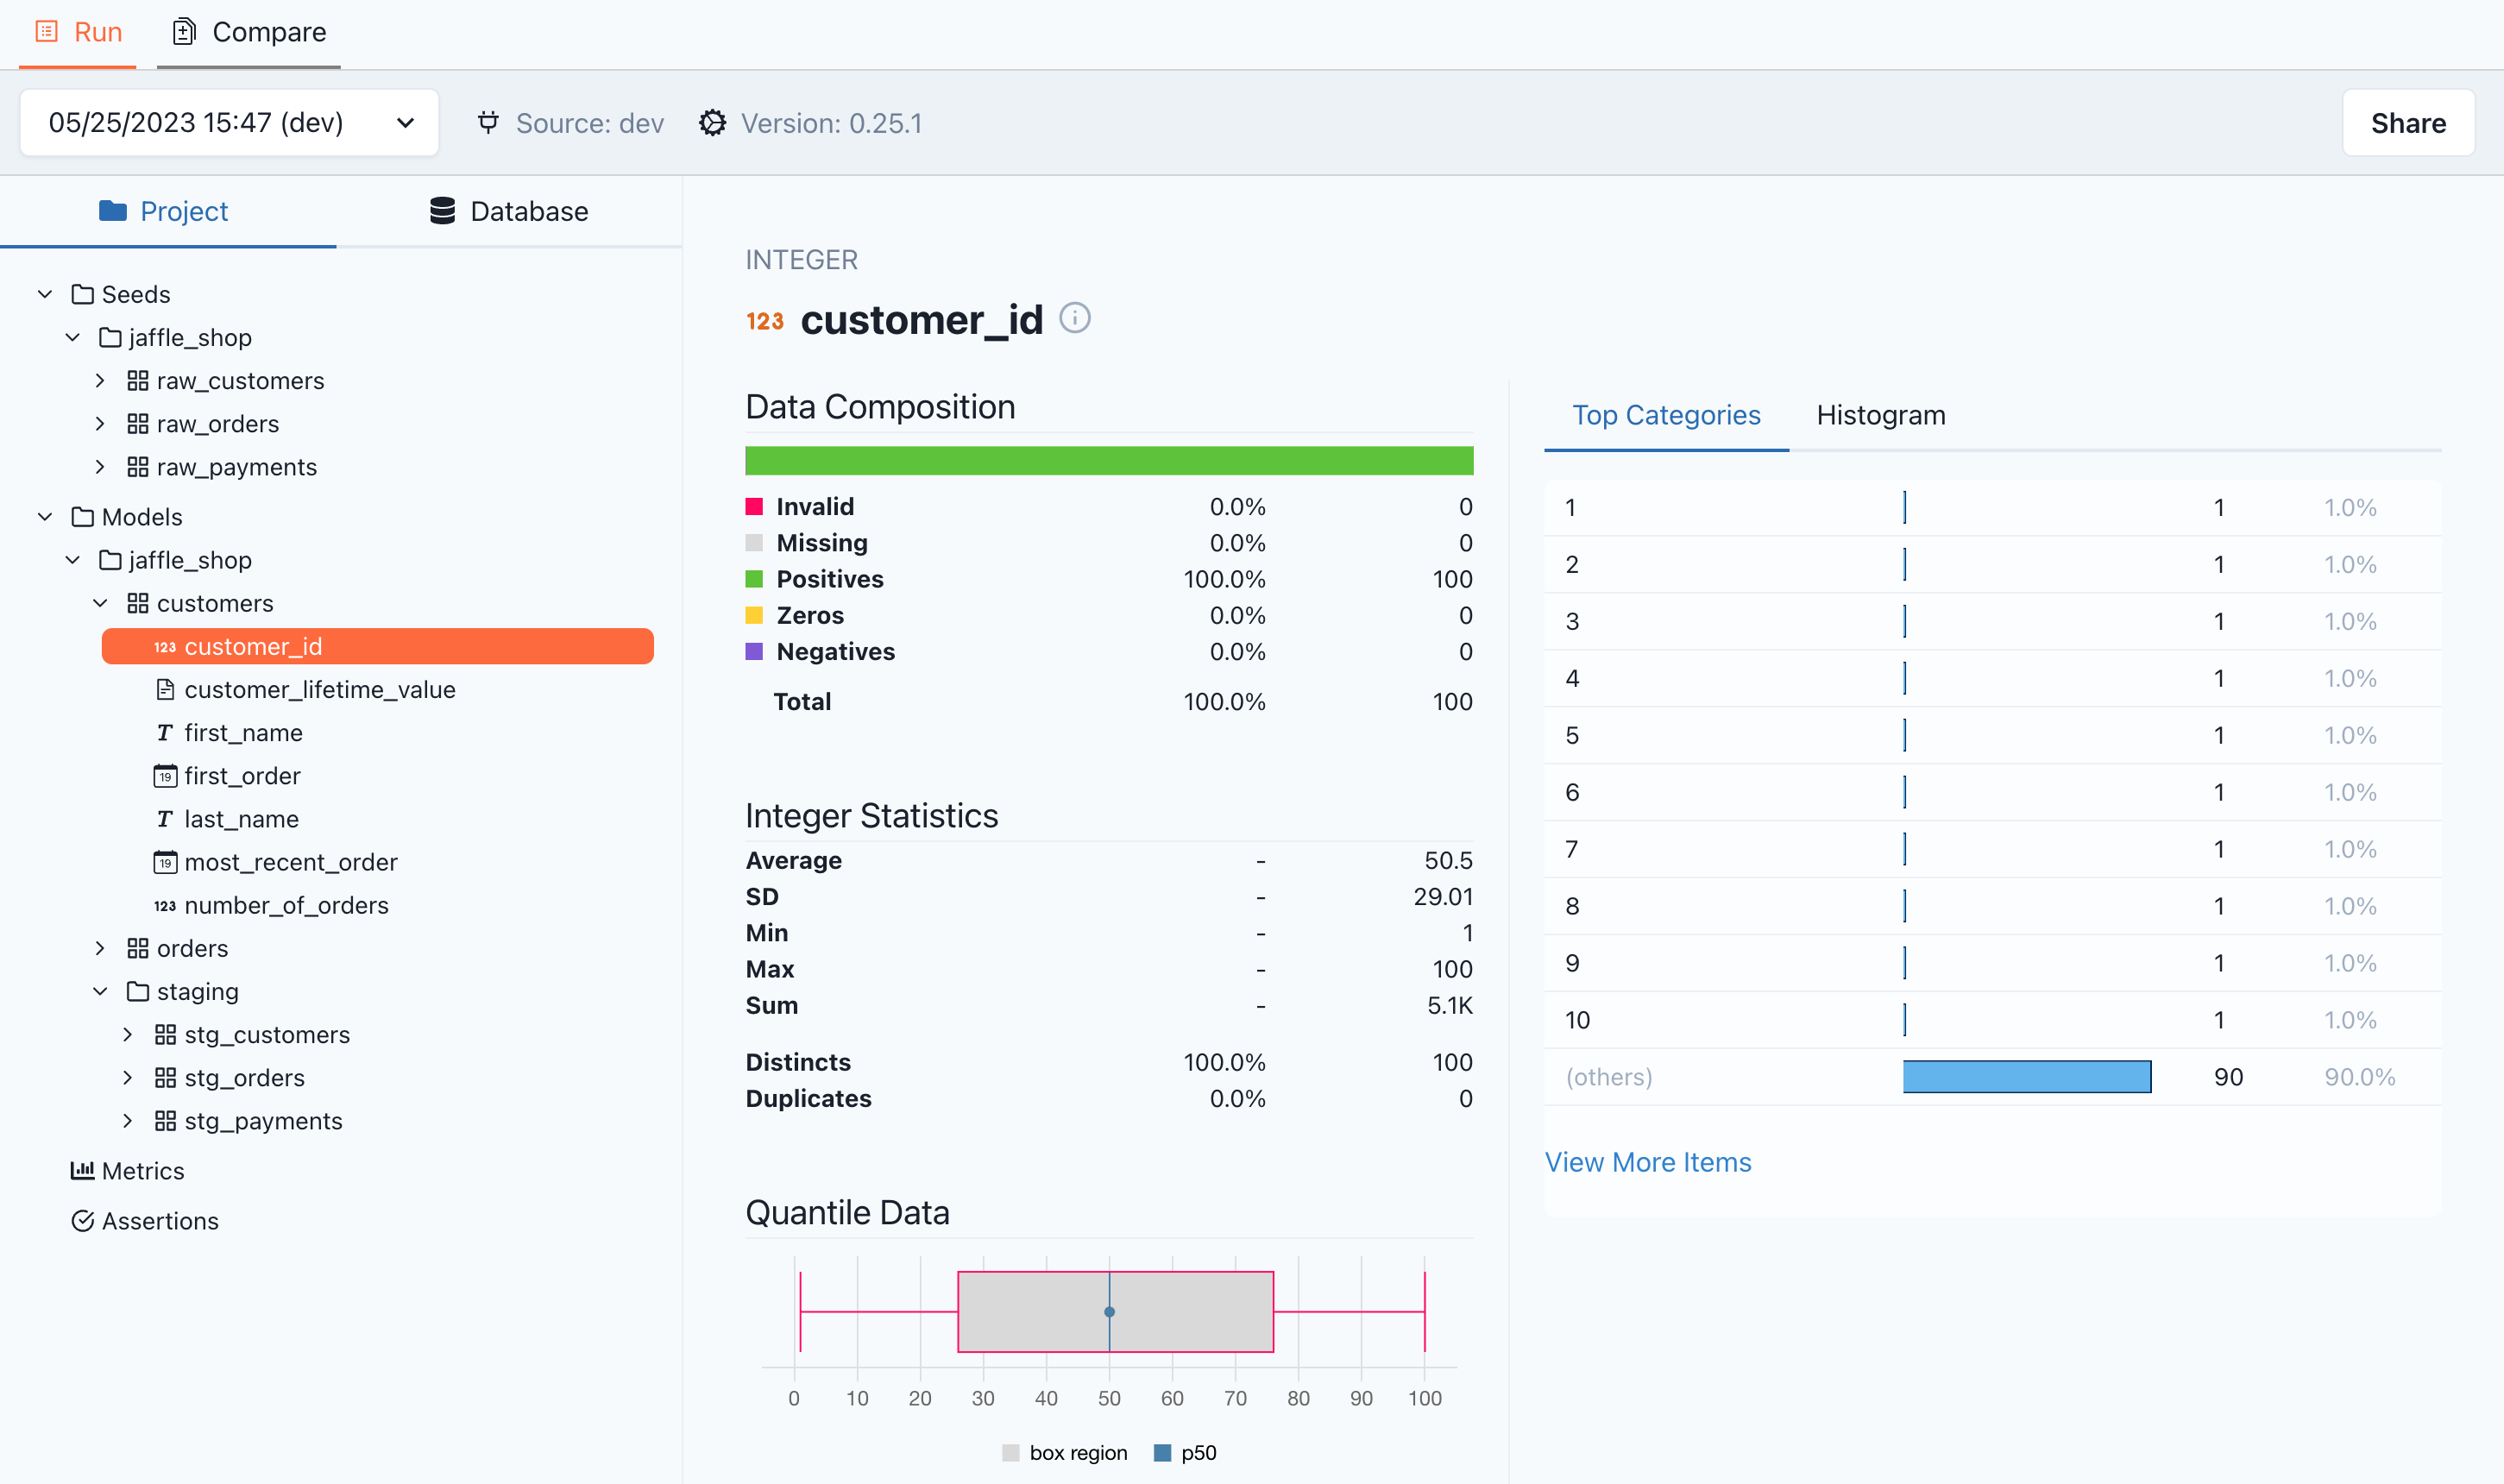 Run Compare
05/25/2023 15:47 (dev) Source: dev Version: 0.25.1 Share
Project Database
Seeds
jaffle_shop
raw_customers
raw_orders
raw_payments
Models
jaffle_shop
customers
123 customer_id
customer_lifetime_value
T first_name
19 first_order
T last_name
19 most_recent_order
123 number_of_orders
orders
staging
stg_customers
stg_orders
stg_payments
Metrics
Assertions
INTEGER
123 customer_id
Data Composition
Invalid 0.0% 0
Missing 0.0% 0
Positives 100.0% 100
Zeros 0.0% 0
Negatives 0.0% 0
Total 100.0% 100
Integer Statistics
Average - 50.5
SD - 29.01
Min - 1
Max - 100
Sum - 5.1K
Distincts 100.0% 100
Duplicates 0.0% 0
Quantile Data
0 10 20 30 40 50 60 70 80 90 100
box region p50
Top Categories Histogram
1 1 1.0%
2 1 1.0%
3 1 1.0%
4 1 1.0%
5 1 1.0%
6 1 1.0%
7 1 1.0%
8 1 1.0%
9 1 1.0%
10 1 1.0%
(others) 90 90.0%
View More Items